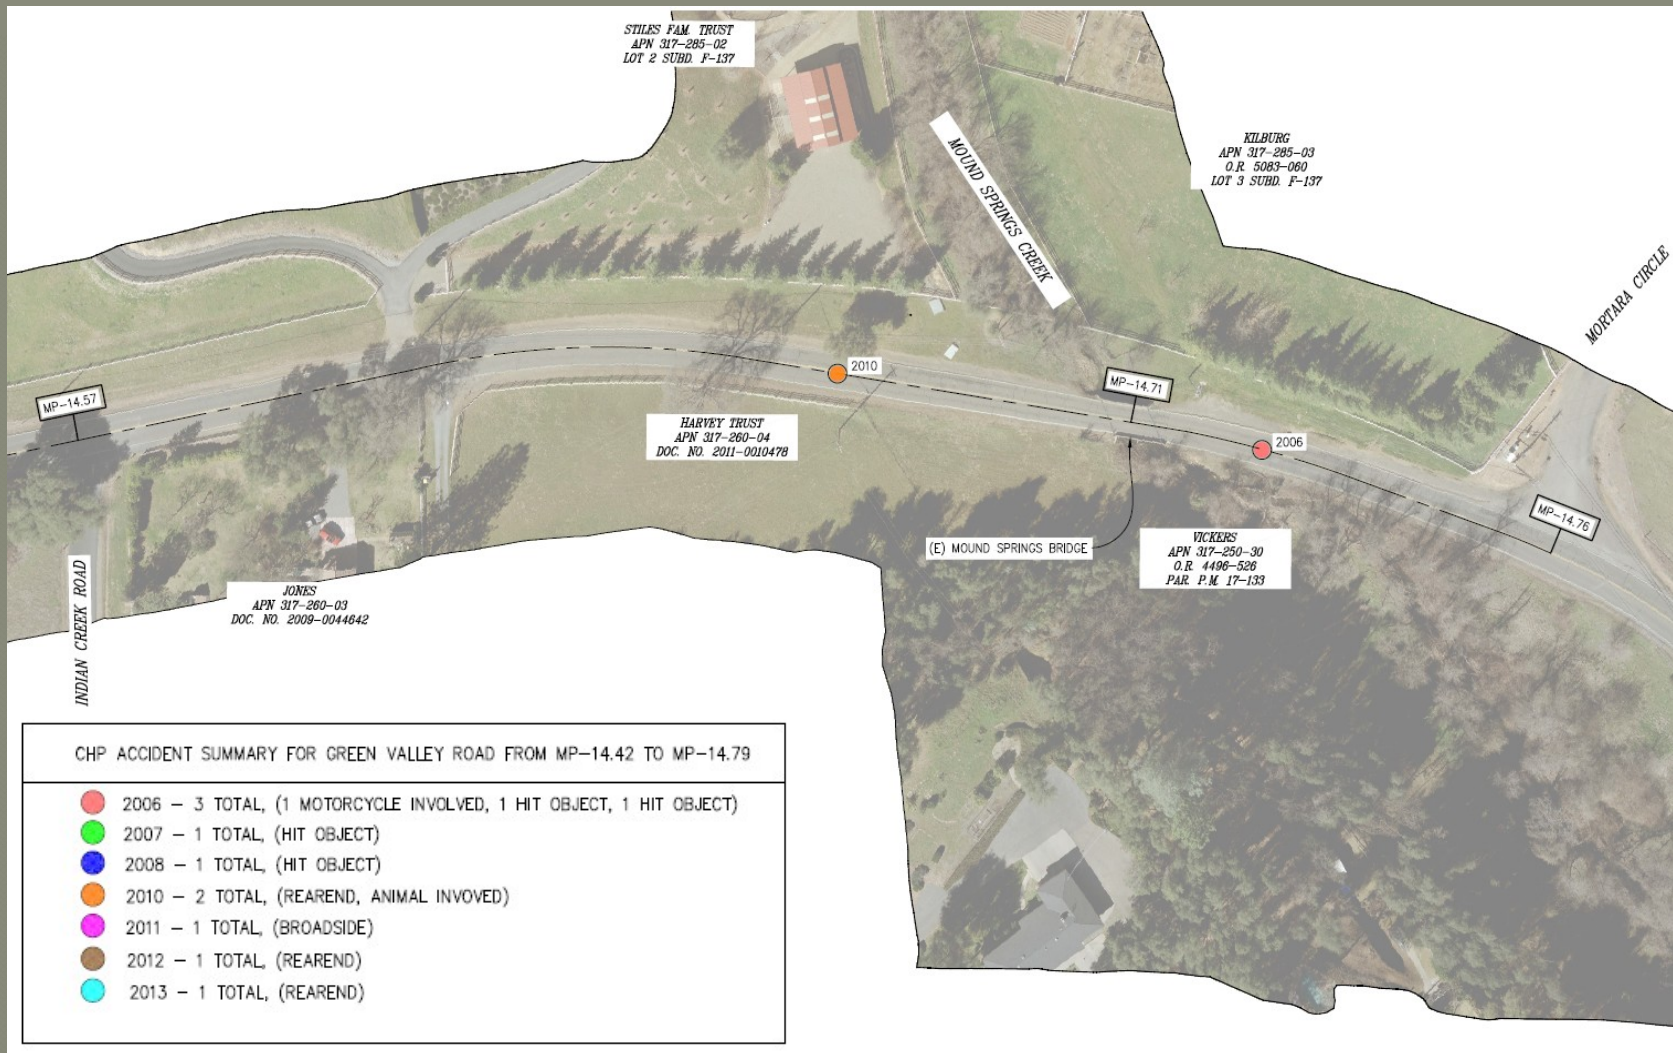 STILES FAM. TRUST
APN 317-285-02
LOT 2 SUBD. F-137
KILBURG
APN 317-285-03
O.R. 5083-060
LOT 3 SUBD. F-137
MOUND SPRINGS CREEK
MORTARA CIRCLE
2010
MP-14.71
MP-14.57
HARVEY TRUST
APN 317-260-04
DOC. NO. 2011-0010478
2006
MP-14.76
(E) MOUND SPRINGS BRIDGE
VICKERS
APN 317-250-30
O.R. 4496-526
PAR. P.M. 17-133
INDIAN CREEK ROAD
JONES
APN 317-260-03
DOC. NO. 2009-0044642
CHP ACCIDENT SUMMARY FOR GREEN VALLEY ROAD FROM MP-14.42 TO MP-14.79
2006 - 3 TOTAL, (1 MOTORCYCLE INVOLVED, 1 HIT OBJECT, 1 HIT OBJECT)
2007 - 1 TOTAL, (HIT OBJECT)
2008 - 1 TOTAL, (HIT OBJECT)
2010 - 2 TOTAL, (REAREND, ANIMAL INVOVED)
2011 - 1 TOTAL, (BROADSIDE)
2012 - 1 TOTAL, (REAREND)
2013 - 1 TOTAL, (REAREND)